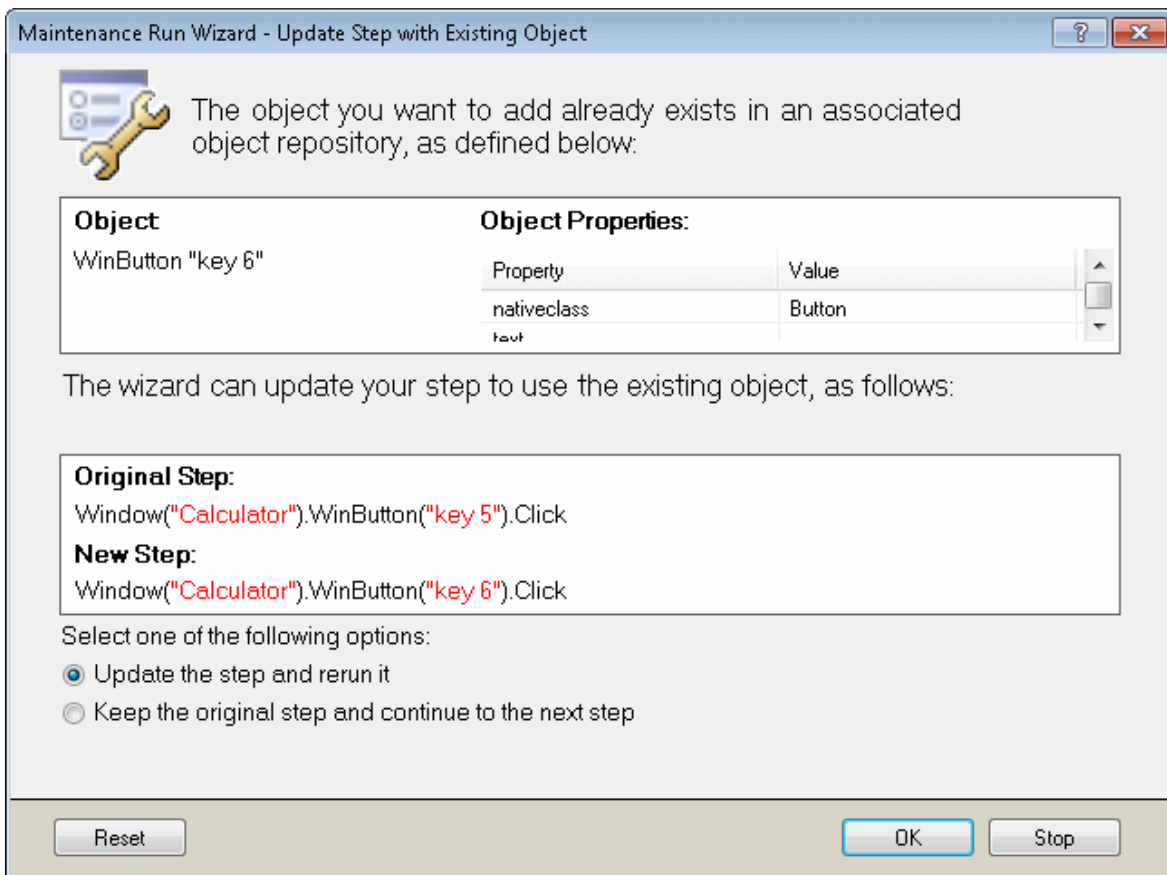 Maintenance Run Wizard - Update Step with Existing Object
The object you want to add already exists in an associated
object repository, as defined below:
Object
Object Properties:
WinButton "key 6"
Property Value
nativeclass Button
text
The wizard can update your step to use the existing object, as follows:
Original Step:
Window("Calculator").WinButton("key 5").Click
New Step:
Window("Calculator").WinButton("key 6").Click
Select one of the following options:
Update the step and rerun it
Keep the original step and continue to the next step
Reset OK Stop